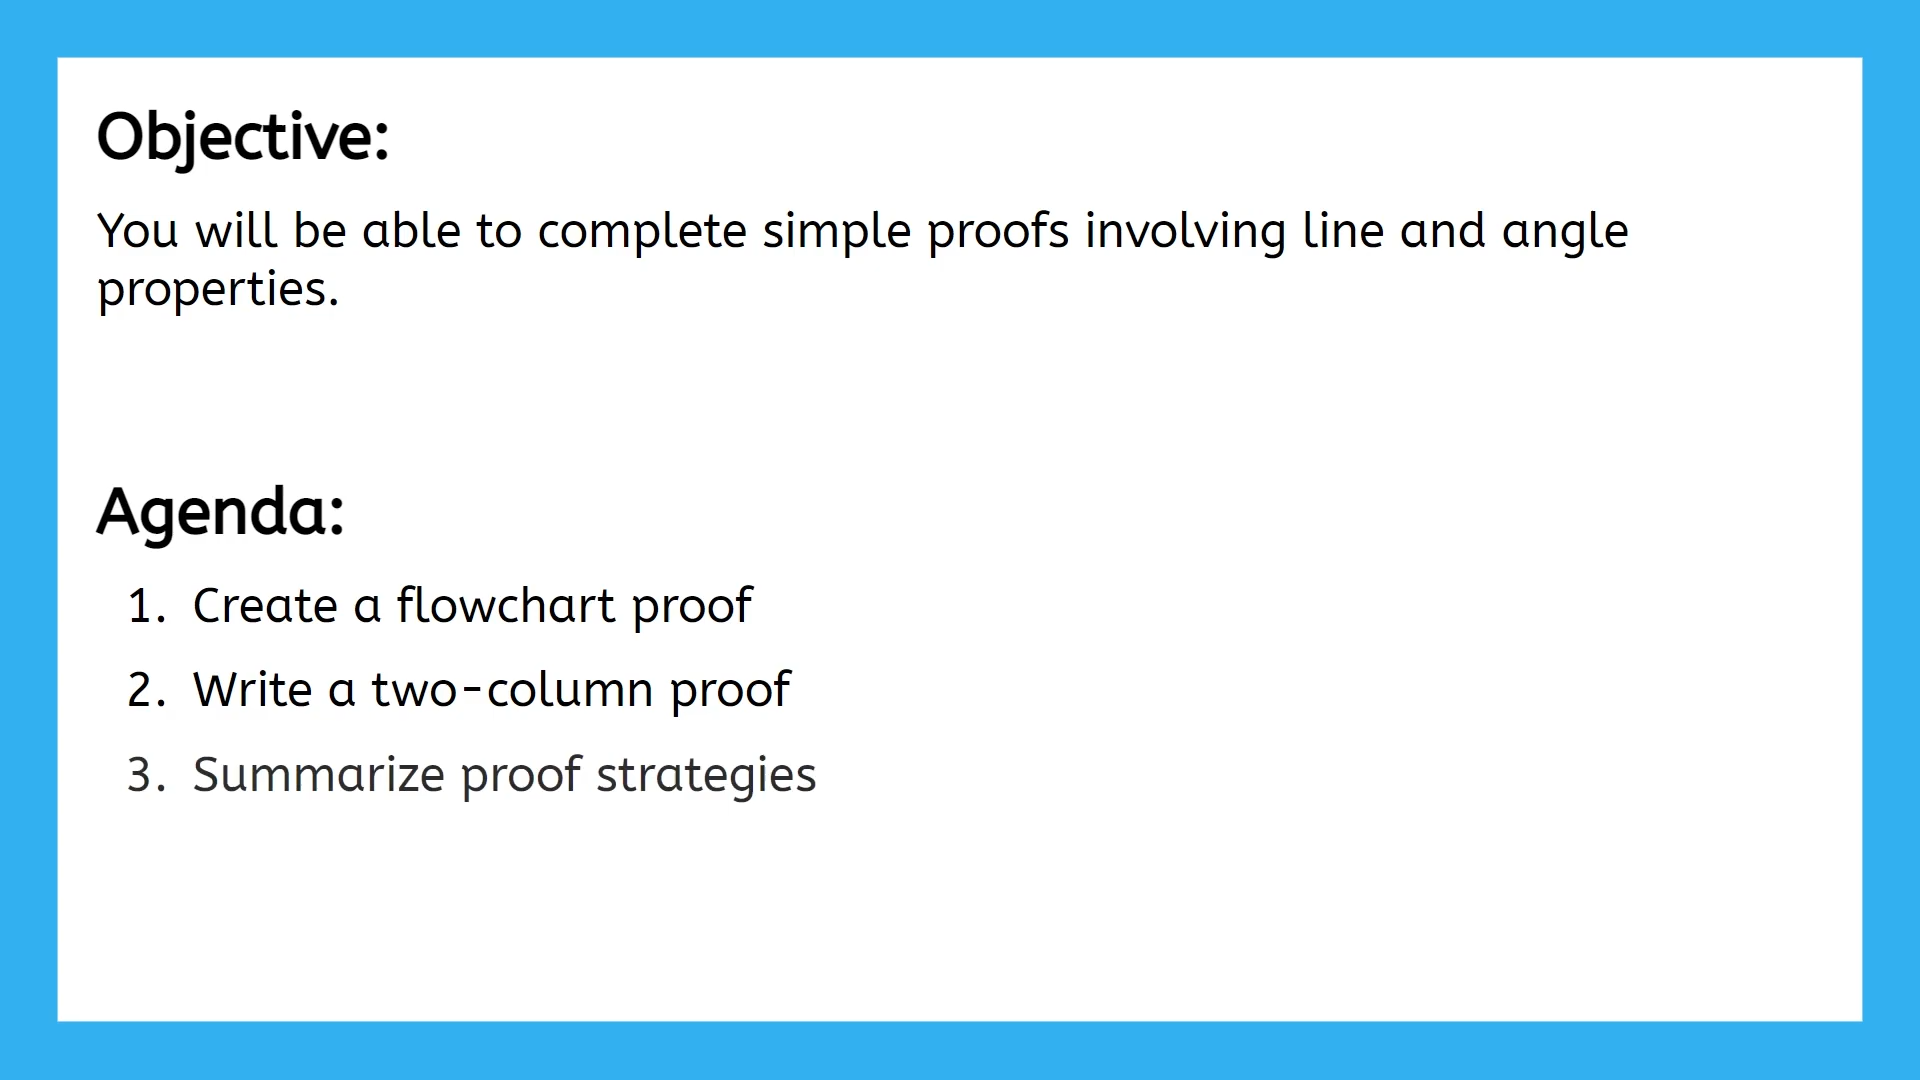 Objective:
You will be able to complete simple proofs involving line and angle
properties.
Agenda:
1. Create a flowchart proof
2. Write a two-column proof
3. Summarize proof strategies